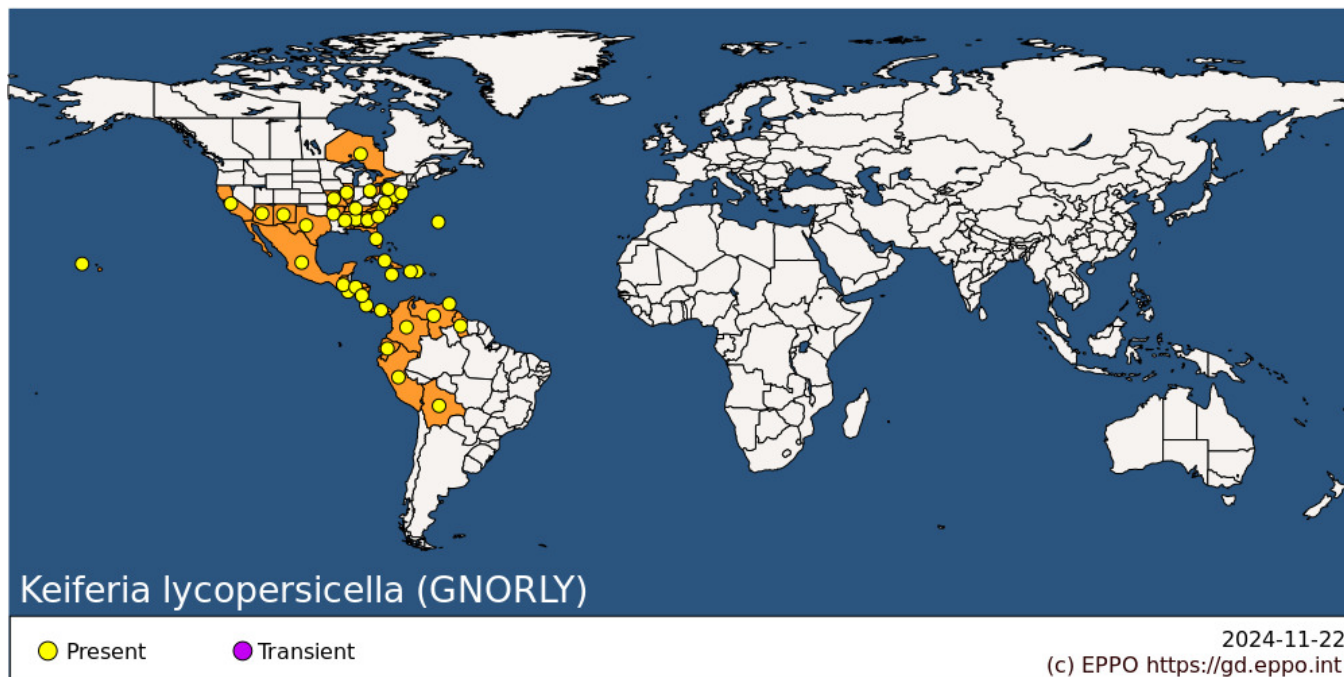 Keiferia lycopersicella (GNORLY)
Present
Transient
2024-11-22
(c) EPPO https://gd.eppo.int